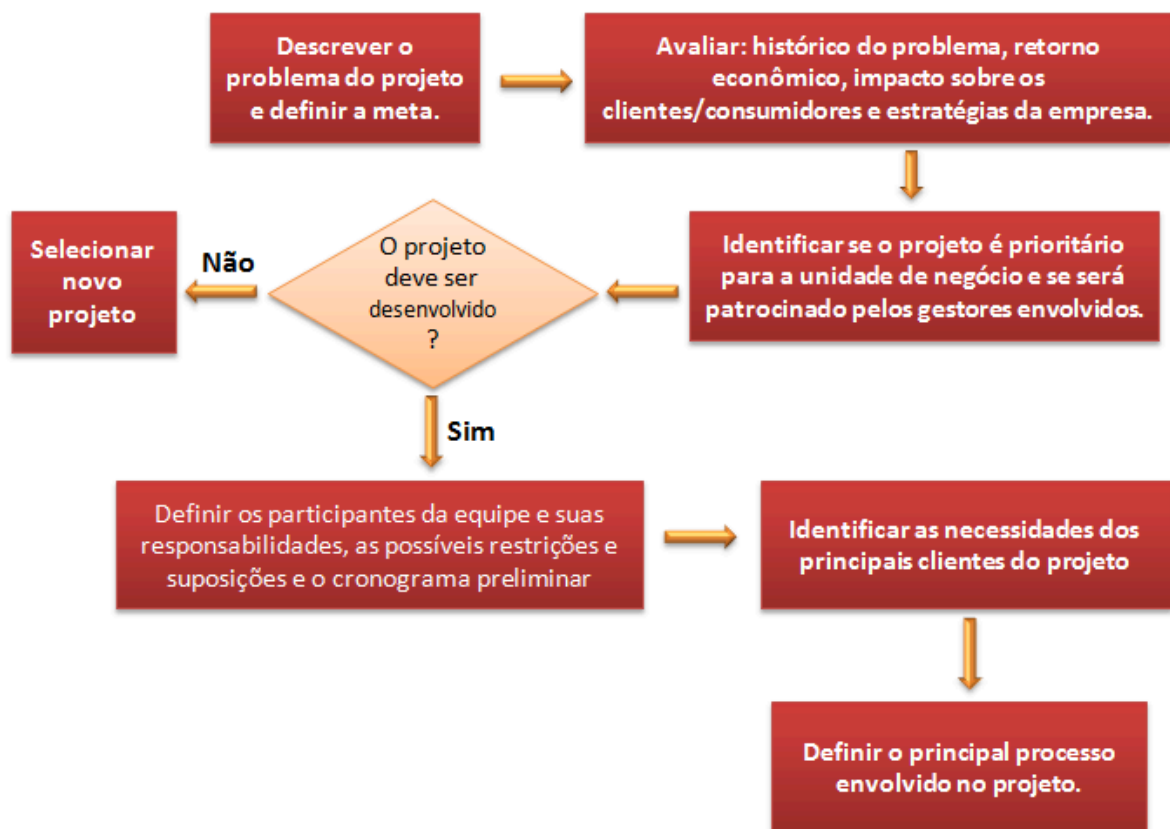 Descrever o
problema do projeto
e definir a meta.
Avaliar: histórico do problema, retorno
econômico, impacto sobre os
clientes/consumidores e estratégias da empresa.
Identificar se o projeto é prioritário
para a unidade de negócio e se será
patrocinado pelos gestores envolvidos.
O projeto
deve ser
desenvolvido
?
Não
Selecionar
novo
projeto
Sim
Definir os participantes da equipe e suas
responsabilidades, as possíveis restrições e
suposições e o cronograma preliminar
Identificar as necessidades dos
principais clientes do projeto
Definir o principal processo
envolvido no projeto.